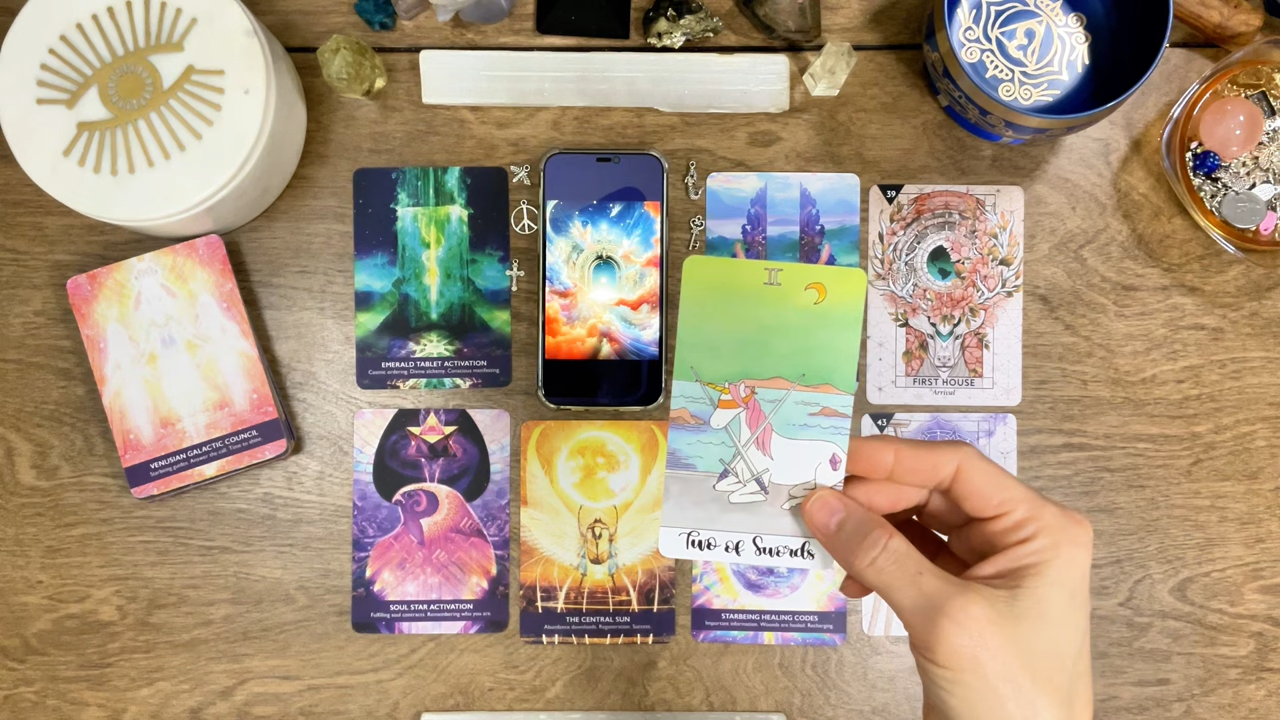 39
EMERALD TABLET ACTIVATION
Cosmic ordering. Divine alchemy. Conscious manifesting
II
FIRST HOUSE
"Arrival"
VENUSIAN GALACTIC COUNCIL
Starbeing guides. Answer the call. Time to shine.
43
Two of Swords
SOUL STAR ACTIVATION
Fulfilling soul contracts. Remembering who you are.
THE CENTRAL SUN
Abundance downloads. Regeneration. Success.
STARBEING HEALING CODES
Important information. Wounds are healed. Recharging.